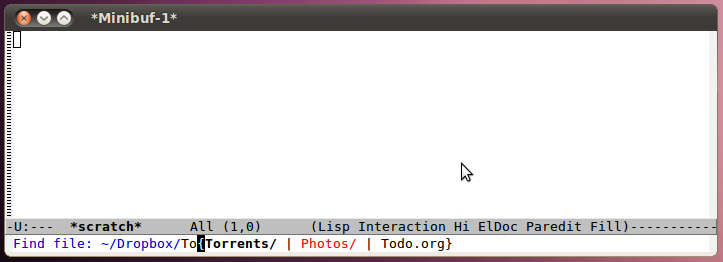 *Minibuf-1*
-U:--- *scratch* All (1,0) (Lisp Interaction Hi ElDoc Paredit Fill)-----------
Find file: ~/Dropbox/To{Torrents/ | Photos/ | Todo.org}